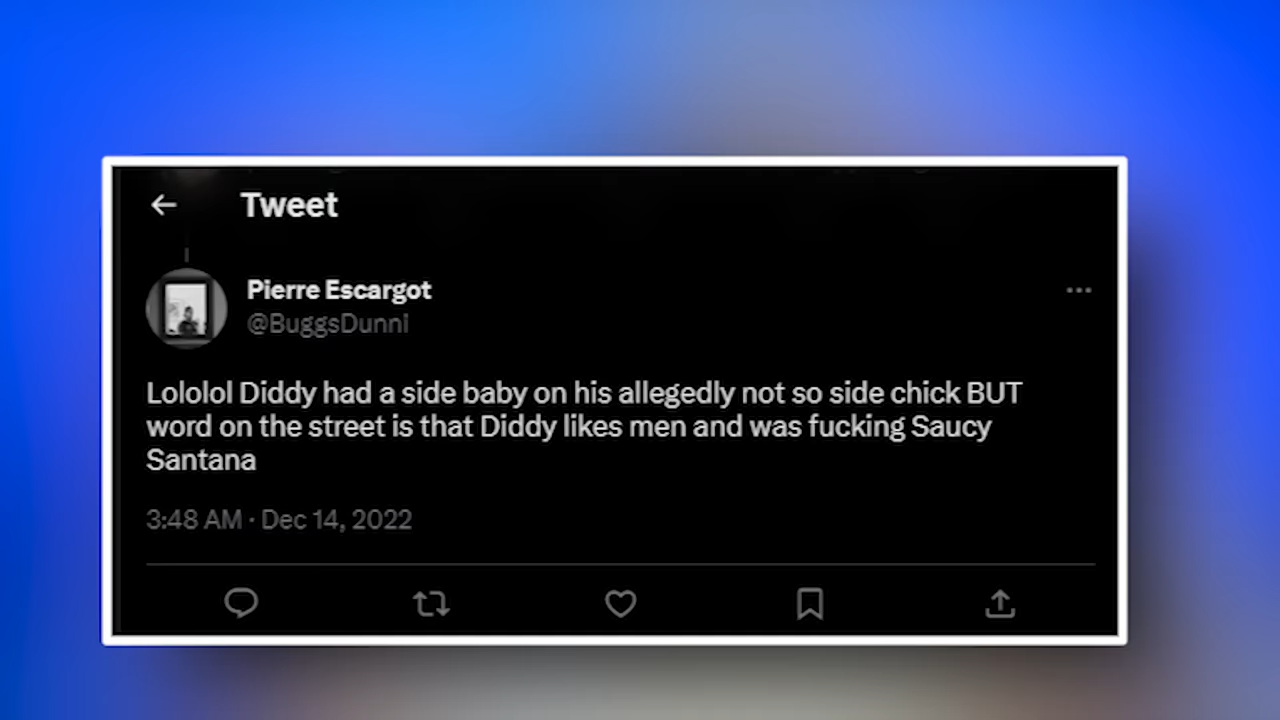 Tweet
Pierre Escargot
@BuggsDunni
Lololol Diddy had a side baby on his allegedly not so side chick BUT
word on the street is that Diddy likes men and was fucking Saucy
Santana
3:48 AM · Dec 14, 2022